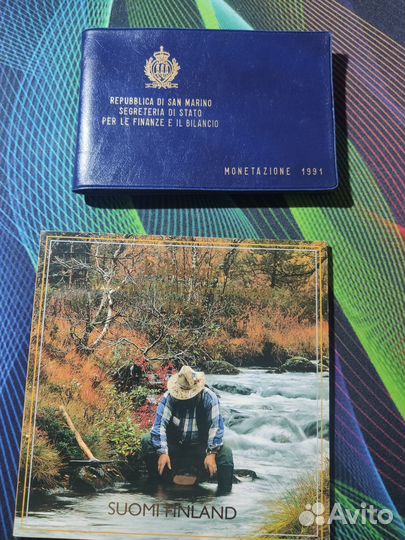 REPUBBLICA DI SAN MARINO
SEGRETERIA DI STATO
PER LE FINANZE E IL BILANCIO
MONETAZIONE 1991
SUOMI FINLAND
Avito